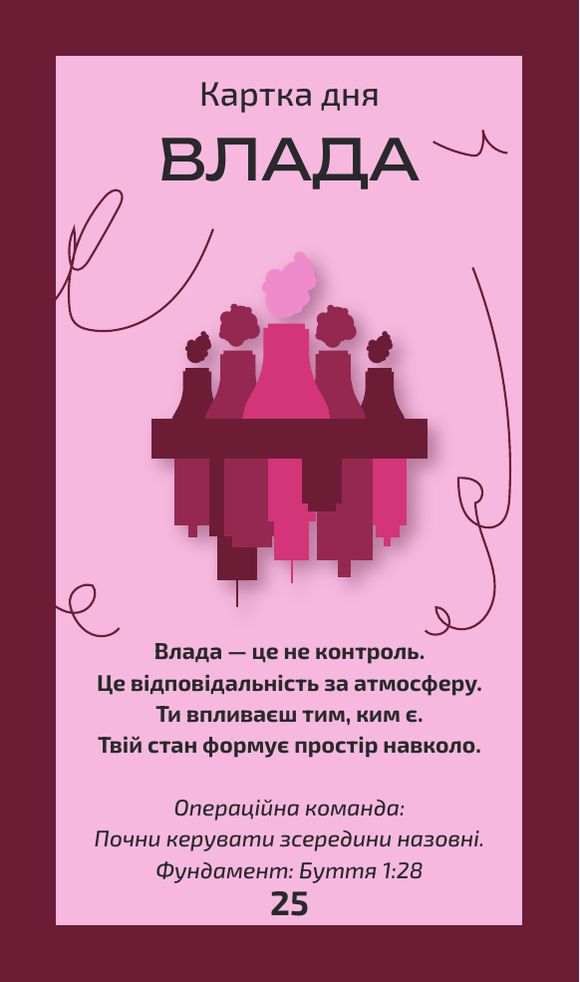 Картка дня
ВЛАДА
Влада — це не контроль.
Це відповідальність за атмосферу.
Ти впливаєш тим, ким є.
Твій стан формує простір навколо.
Операційна команда:
Почни керувати зсередини назовні.
Фундамент: Буття 1:28
25